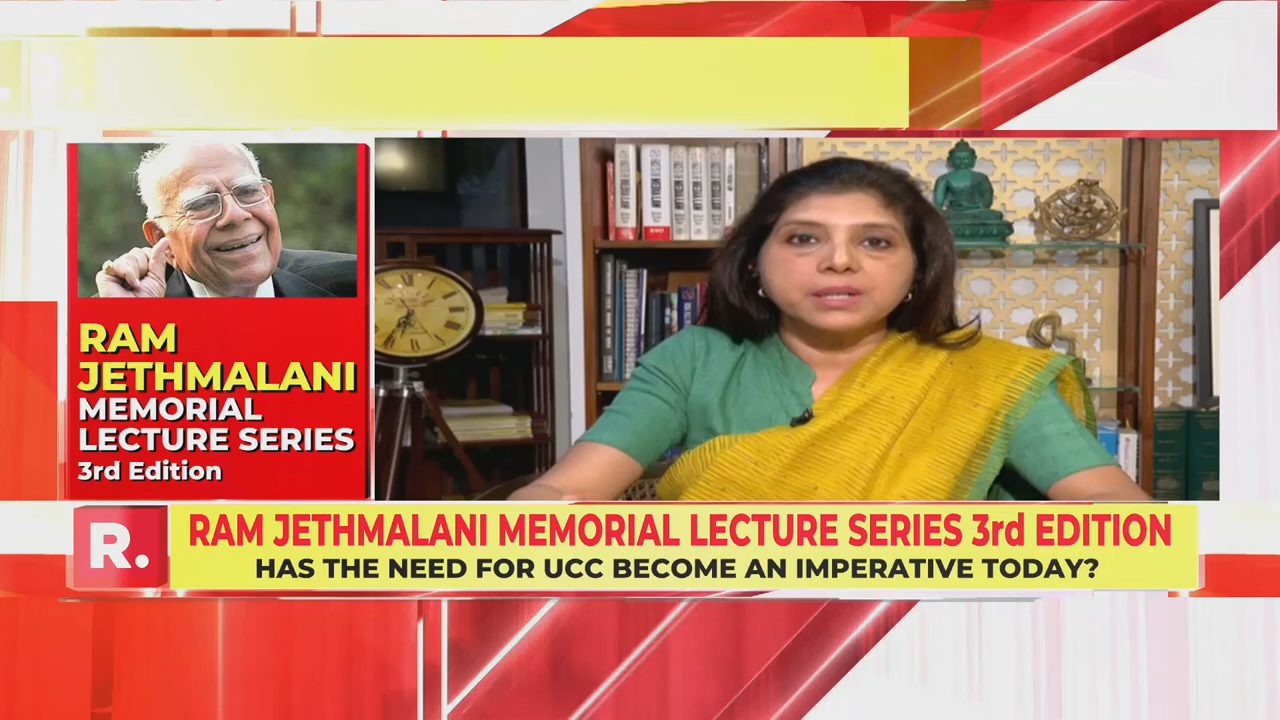 RAM
JETHMALANI
MEMORIAL
LECTURE SERIES
3rd Edition
R.
RAM JETHMALANI MEMORIAL LECTURE SERIES 3rd EDITION
HAS THE NEED FOR UCC BECOME AN IMPERATIVE TODAY?